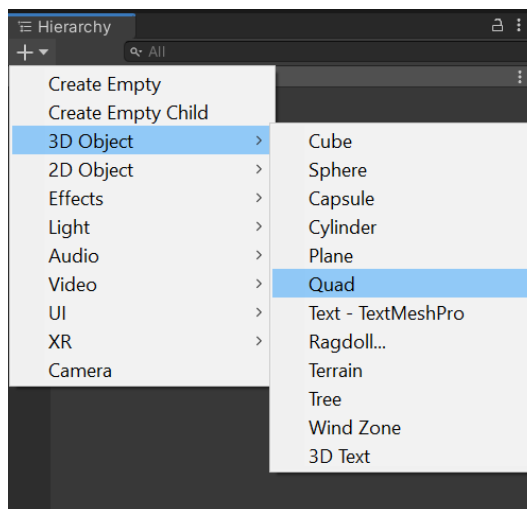 Hierarchy
All
Create Empty
Create Empty Child
3D Object
2D Object
Effects
Light
Audio
Video
UI
XR
Camera
Cube
Sphere
Capsule
Cylinder
Plane
Quad
Text - TextMeshPro
Ragdoll...
Terrain
Tree
Wind Zone
3D Text